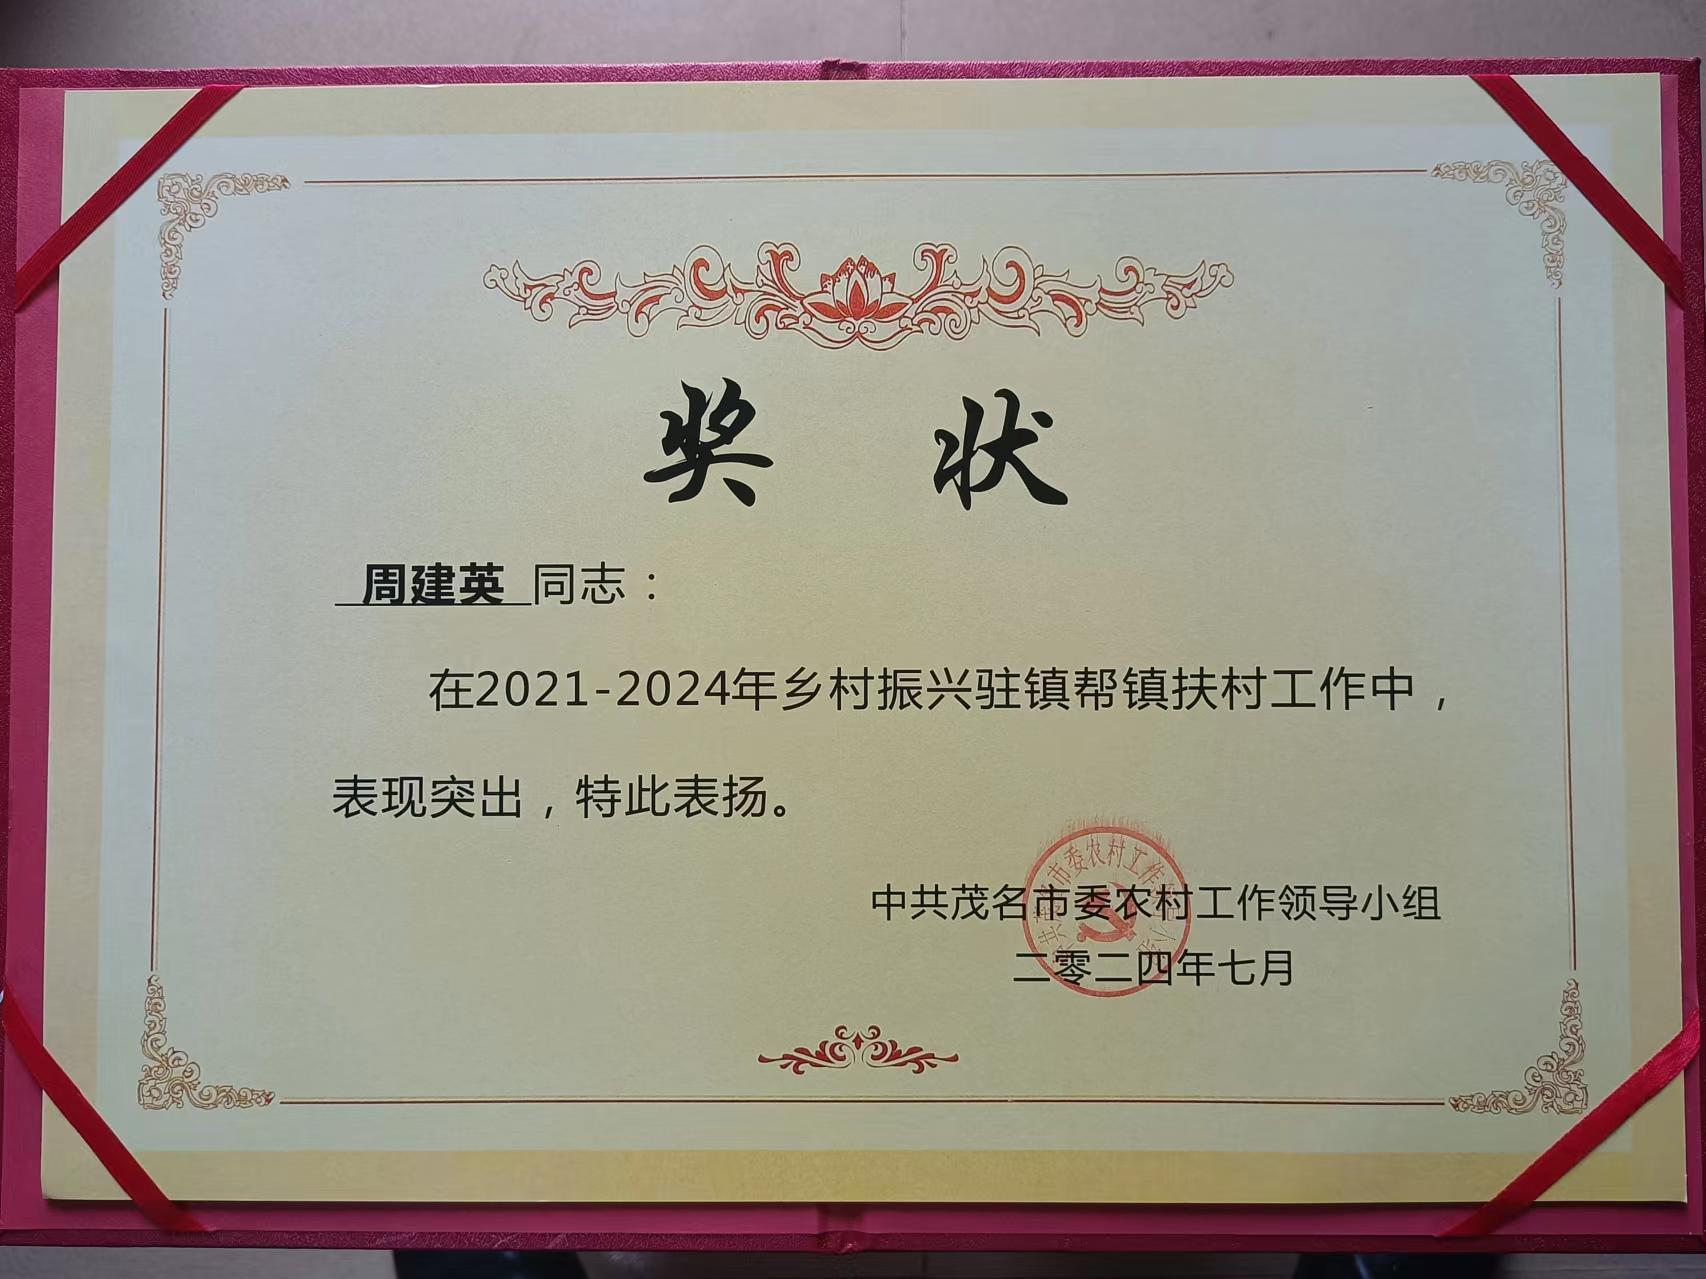 奖 状
周建英 同志：
在2021-2024年乡村振兴驻镇帮镇扶村工作中，
表现突出，特此表扬。
中共茂名市委农村工作领导小组
二零二四年七月